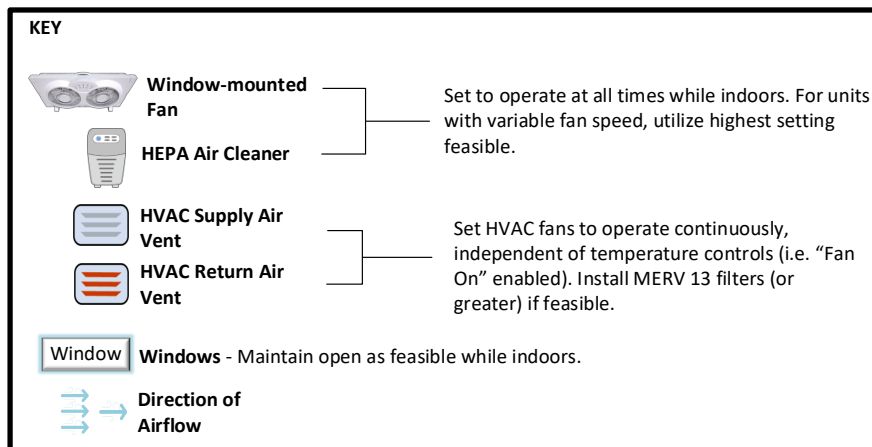 KEY
Window-mounted
Fan
HEPA Air Cleaner
Set to operate at all times while indoors. For units
with variable fan speed, utilize highest setting
feasible.
HVAC Supply Air
Vent
HVAC Return Air
Vent
Set HVAC fans to operate continuously,
independent of temperature controls (i.e. “Fan
On” enabled). Install MERV 13 filters (or
greater) if feasible.
Window Windows - Maintain open as feasible while indoors.
Direction of
Airflow